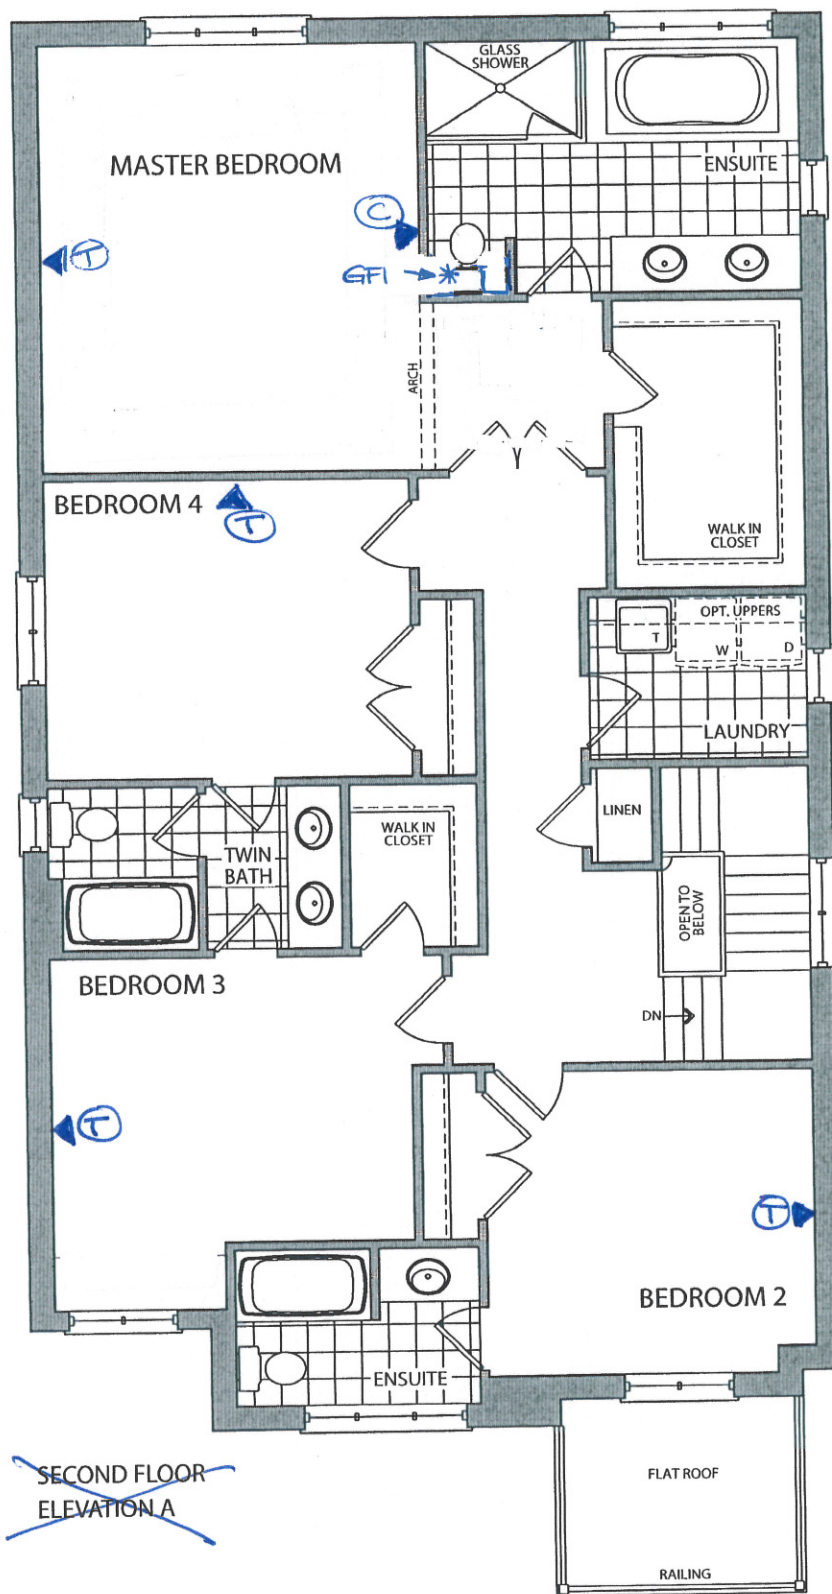 GLASS
SHOWER
MASTER BEDROOM
ENSUITE
C
T
GFI
ARCH
BEDROOM 4
T
WALK IN
CLOSET
OPT. UPPERS
T
W
D
LAUNDRY
LINEN
WALK IN
CLOSET
TWIN
BATH
OPEN TO
BELOW
BEDROOM 3
DN
T
T
BEDROOM 2
ENSUITE
SECOND FLOOR
ELEVATION A
FLAT ROOF
RAILING